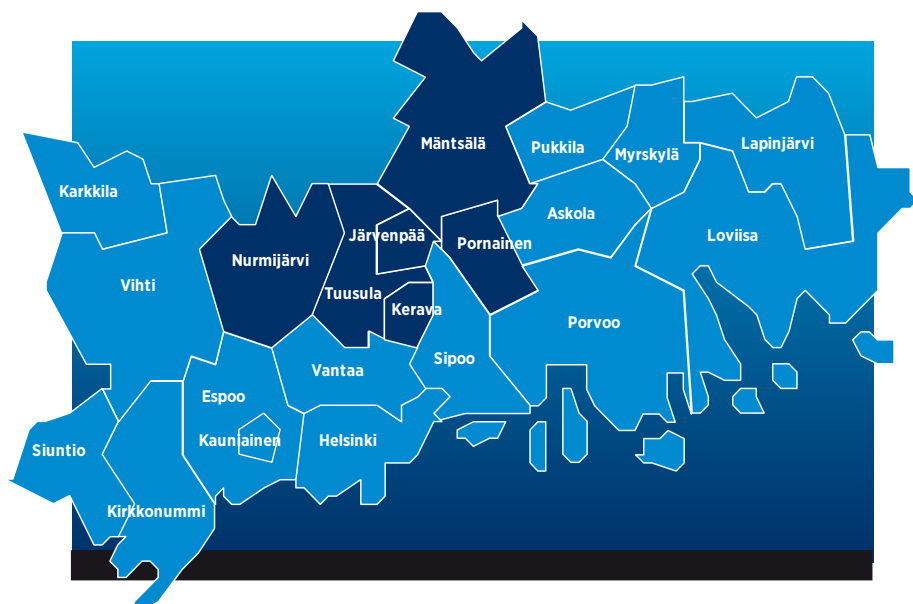 Mäntsälä
Pukkila
Myrskylä
Lapinjärvi
Karkkila
Askola
Järvenpää
Pornainen
Loviisa
Nurmijärvi
Vihti
Tuusula
Kerava
Porvoo
Sipoo
Vantaa
Espoo
Kauniainen
Helsinki
Siuntio
Kirkkonummi